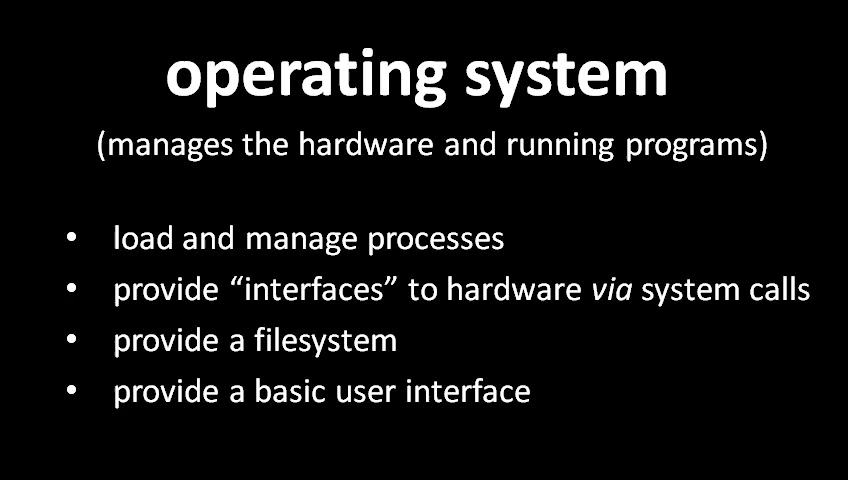 operating system
(manages the hardware and running programs)
• load and manage processes
• provide “interfaces” to hardware via system calls
• provide a filesystem
• provide a basic user interface